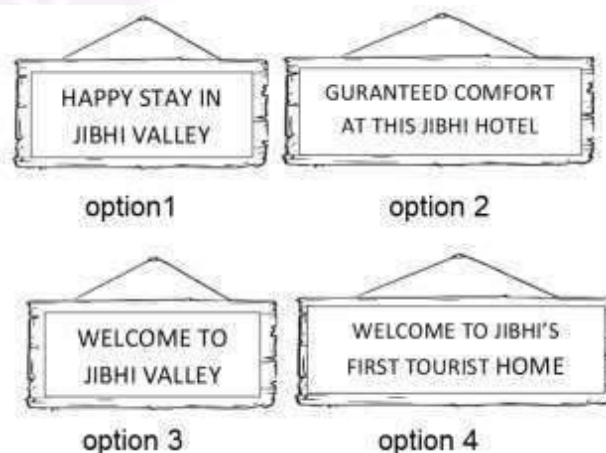 HAPPY STAY IN
JIBHI VALLEY
option1
GURANTEED COMFORT
AT THIS JIBHI HOTEL
option 2
WELCOME TO
JIBHI VALLEY
option 3
WELCOME TO JIBHI'S
FIRST TOURIST HOME
option 4